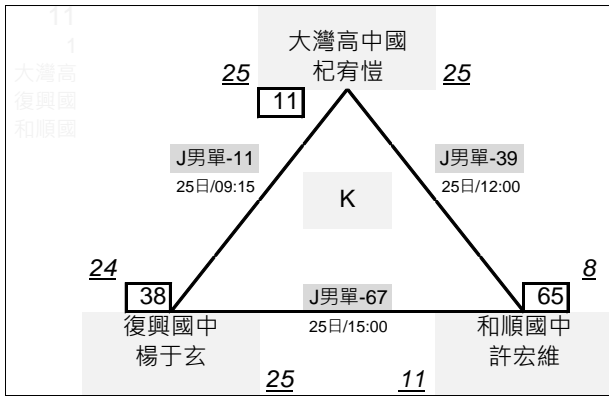 11
1
大灣高
復興國
和順國
大灣高中國
杞宥愷
25
25
11
J男單-11
25日/09:15
J男單-39
25日/12:00
K
24
8
38
65
J男單-67
25日/15:00
復興國中
楊于玄
和順國中
許宏維
25
11